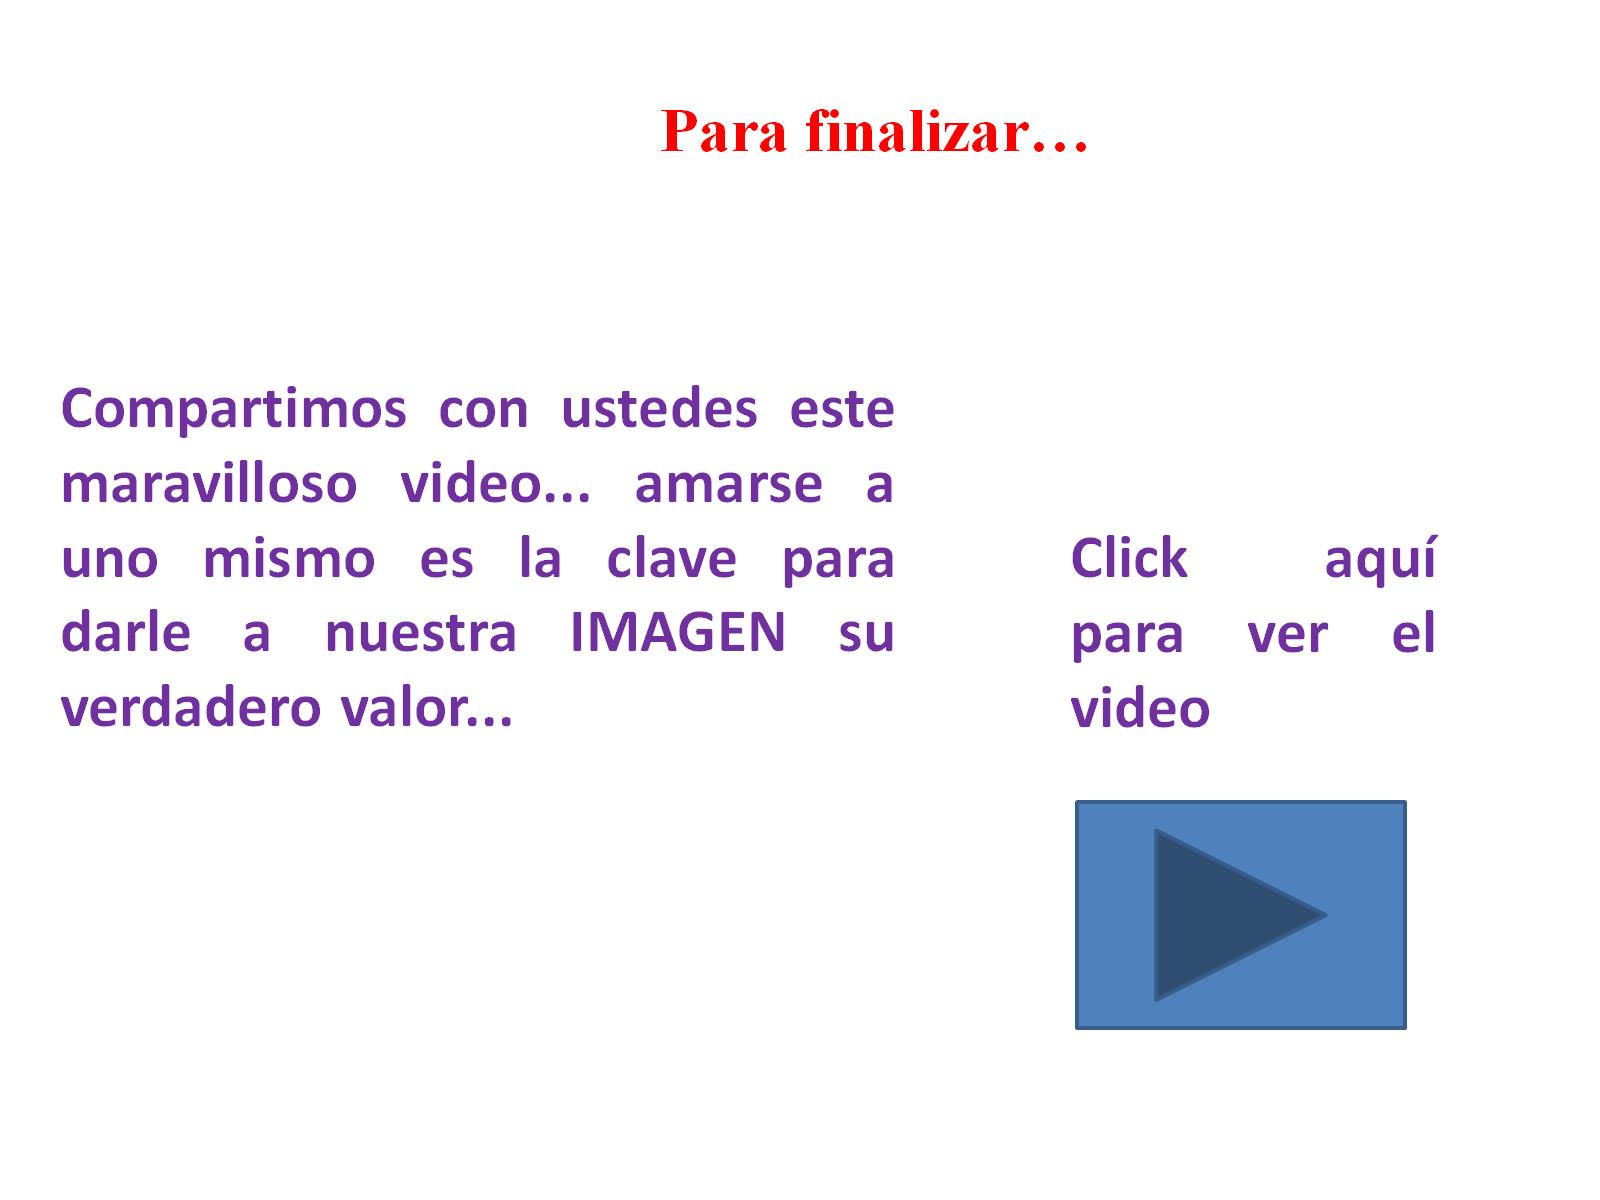 Para finalizar…
Compartimos con ustedes este
maravilloso video... amarse a
uno mismo es la clave para
darle a nuestra IMAGEN su
verdadero valor...
Click aquí
para ver el
video